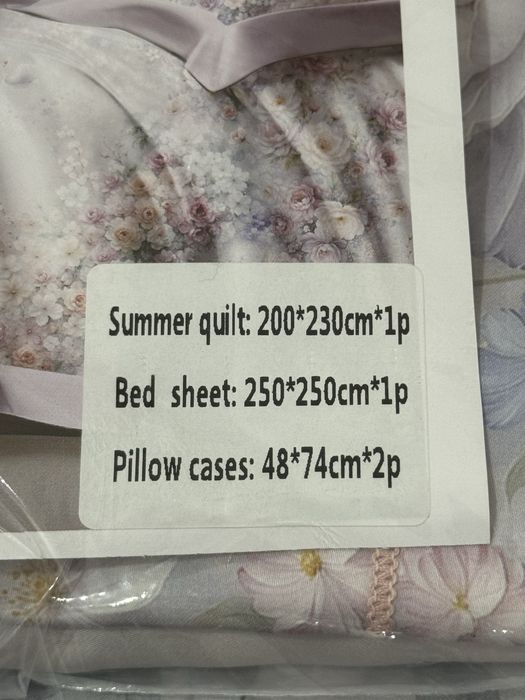 Summer quilt: 200*230cm*1p
Bed sheet: 250*250cm*1p
Pillow cases: 48*74cm*2p